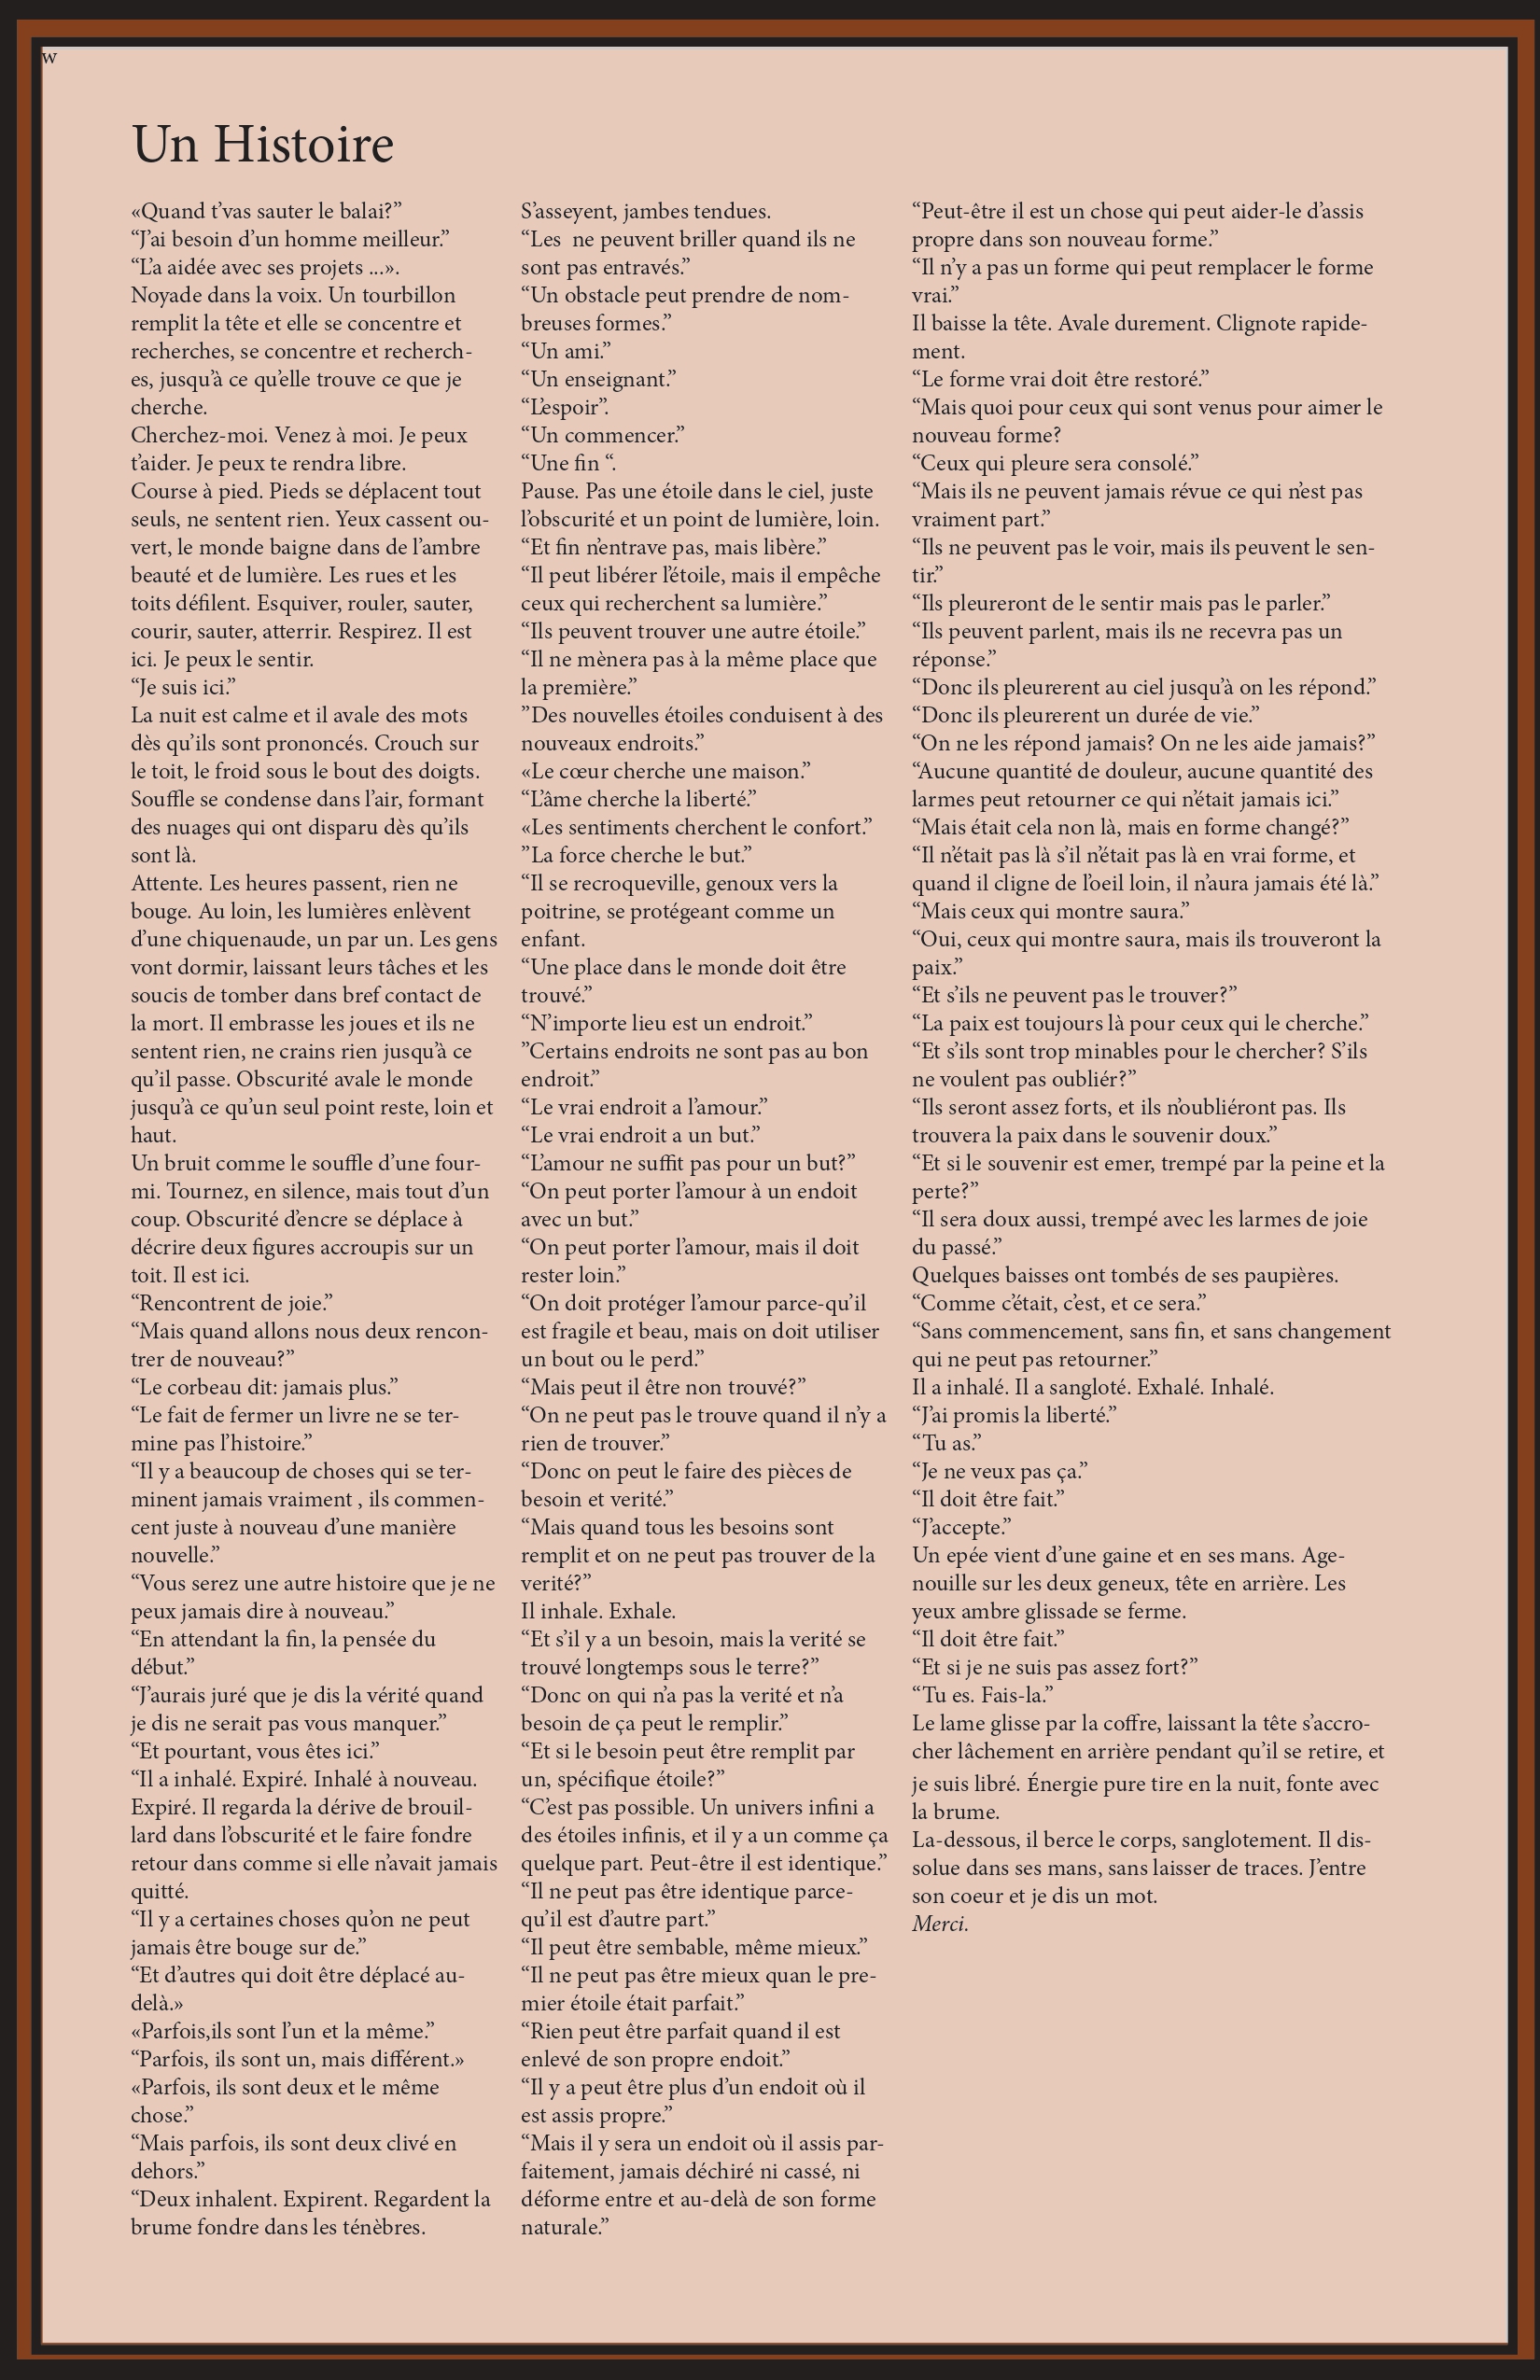 w
Un Histoire
«Quand t’vas sauter le balai?”
“J’ai besoin d’un homme meilleur.”
“L’a aidée avec ses projets ...».
Noyade dans la voix. Un tourbillon
remplit la tête et elle se concentre et
recherches, se concentre et recherch-
es, jusqu’à ce qu’elle trouve ce que je
cherche.
Cherchez-moi. Venez à moi. Je peux
t’aider. Je peux te rendra libre.
Course à pied. Pieds se déplacent tout
seuls, ne sentent rien. Yeux cassent ou-
vert, le monde baigne dans de l’ambre
beauté et de lumière. Les rues et les
toits défilent. Esquiver, rouler, sauter,
courir, sauter, atterrir. Respirez. Il est
ici. Je peux le sentir.
“Je suis ici.”
La nuit est calme et il avale des mots
dès qu’ils sont prononcés. Crouch sur
le toit, le froid sous le bout des doigts.
Souffle se condense dans l’air, formant
des nuages qui ont disparu dès qu’ils
sont là.
Attente. Les heures passent, rien ne
bouge. Au loin, les lumières enlèvent
d’une chiquenaude, un par un. Les gens
vont dormir, laissant leurs tâches et les
soucis de tomber dans bref contact de
la mort. Il embrasse les joues et ils ne
sentent rien, ne crains rien jusqu’à ce
qu’il passe. Obscurité avale le monde
jusqu’à ce qu’un seul point reste, loin et
haut.
Un bruit comme le souffle d’une four-
mi. Tournez, en silence, mais tout d’un
coup. Obscurité d’encre se déplace à
décrire deux figures accroupis sur un
toit. Il est ici.
“Rencontrent de joie.”
“Mais quand allons nous deux rencon-
trer de nouveau?”
“Le corbeau dit: jamais plus.”
“Le fait de fermer un livre ne se ter-
mine pas l’histoire.”
“Il y a beaucoup de choses qui se ter-
minent jamais vraiment , ils commen-
cent juste à nouveau d’une manière
nouvelle.”
“Vous serez une autre histoire que je ne
peux jamais dire à nouveau.”
“En attendant la fin, la pensée du
début.”
“J’aurais juré que je dis la vérité quand
je dis ne serait pas vous manquer.”
“Et pourtant, vous êtes ici.”
“Il a inhalé. Expiré. Inhalé à nouveau.
Expiré. Il regarda la dérive de brouil-
lard dans l’obscurité et le faire fondre
retour dans comme si elle n’avait jamais
quitté.
“Il y a certaines choses qu’on ne peut
jamais être bouge sur de.”
“Et d’autres qui doit être déplacé au-
delà.»
«Parfois,ils sont l’un et la même.”
“Parfois, ils sont un, mais différent.»
«Parfois, ils sont deux et le même
chose.”
“Mais parfois, ils sont deux clivé en
dehors.”
“Deux inhalent. Expirent. Regardent la
brume fondre dans les ténèbres.
S’asseyent, jambes tendues.
“Les  ne peuvent briller quand ils ne
sont pas entravés.”
“Un obstacle peut prendre de nom-
breuses formes.”
“Un ami.”
“Un enseignant.”
“L’espoir”.
“Un commencer.”
“Une fin “.
Pause. Pas une étoile dans le ciel, juste
l’obscurité et un point de lumière, loin.
“Et fin n’entrave pas, mais libère.”
“Il peut libérer l’étoile, mais il empêche
ceux qui recherchent sa lumière.”
“Ils peuvent trouver une autre étoile.”
“Il ne mènera pas à la même place que
la première.”
”Des nouvelles étoiles conduisent à des
nouveaux endroits.”
«Le cœur cherche une maison.”
“L’âme cherche la liberté.”
«Les sentiments cherchent le confort.”
”La force cherche le but.”
“Il se recroqueville, genoux vers la
poitrine, se protégeant comme un
enfant.
“Une place dans le monde doit être
trouvé.”
“N’importe lieu est un endroit.”
”Certains endroits ne sont pas au bon
endroit.”
“Le vrai endroit a l’amour.”
“Le vrai endroit a un but.”
“L’amour ne suffit pas pour un but?”
“On peut porter l’amour à un endoit
avec un but.”
“On peut porter l’amour, mais il doit
rester loin.”
“On doit protéger l’amour parce-qu’il
est fragile et beau, mais on doit utiliser
un bout ou le perd.”
“Mais peut il être non trouvé?”
“On ne peut pas le trouve quand il n’y a
rien de trouver.”
“Donc on peut le faire des pièces de
besoin et verité.”
“Mais quand tous les besoins sont
remplit et on ne peut pas trouver de la
verité?”
Il inhale. Exhale.
“Et s’il y a un besoin, mais la verité se
trouvé longtemps sous le terre?”
“Donc on qui n’a pas la verité et n’a
besoin de ça peut le remplir.”
“Et si le besoin peut être remplit par
un, spécifique étoile?”
“C’est pas possible. Un univers infini a
des étoiles infinis, et il y a un comme ça
quelque part. Peut-être il est identique.”
“Il ne peut pas être identique parce-
qu’il est d’autre part.”
“Il peut être sembable, même mieux.”
“Il ne peut pas être mieux quan le pre-
mier étoile était parfait.”
“Rien peut être parfait quand il est
enlevé de son propre endoit.”
“Il y a peut être plus d’un endoit où il
est assis propre.”
“Mais il y sera un endoit où il assis par-
faitement, jamais déchiré ni cassé, ni
déforme entre et au-delà de son forme
naturale.”
“Peut-être il est un chose qui peut aider-le d’assis
propre dans son nouveau forme.”
“Il n’y a pas un forme qui peut remplacer le forme
vrai.”
Il baisse la tête. Avale durement. Clignote rapide-
ment.
“Le forme vrai doit être restoré.”
“Mais quoi pour ceux qui sont venus pour aimer le
nouveau forme?
“Ceux qui pleure sera consolé.”
“Mais ils ne peuvent jamais révue ce qui n’est pas
vraiment part.”
“Ils ne peuvent pas le voir, mais ils peuvent le sen-
tir.”
“Ils pleureront de le sentir mais pas le parler.”
“Ils peuvent parlent, mais ils ne recevra pas un
réponse.”
“Donc ils pleurerent au ciel jusqu’à on les répond.”
“Donc ils pleurerent un durée de vie.”
“On ne les répond jamais? On ne les aide jamais?”
“Aucune quantité de douleur, aucune quantité des
larmes peut retourner ce qui n’était jamais ici.”
“Mais était cela non là, mais en forme changé?”
“Il n’était pas là s’il n’était pas là en vrai forme, et
quand il cligne de l’oeil loin, il n’aura jamais été là.”
“Mais ceux qui montre saura.”
“Oui, ceux qui montre saura, mais ils trouveront la
paix.”
“Et s’ils ne peuvent pas le trouver?”
“La paix est toujours là pour ceux qui le cherche.”
“Et s’ils sont trop minables pour le chercher? S’ils
ne voulent pas oubliér?”
“Ils seront assez forts, et ils n’oubliéront pas. Ils
trouvera la paix dans le souvenir doux.”
“Et si le souvenir est emer, trempé par la peine et la
perte?”
“Il sera doux aussi, trempé avec les larmes de joie
du passé.”
Quelques baisses ont tombés de ses paupières.
“Comme c’était, c’est, et ce sera.”
“Sans commencement, sans fin, et sans changement
qui ne peut pas retourner.”
Il a inhalé. Il a sangloté. Exhalé. Inhalé.
“J’ai promis la liberté.”
“Tu as.”
“Je ne veux pas ça.”
“Il doit être fait.”
“J’accepte.”
Un epée vient d’une gaine et en ses mans. Age-
nouille sur les deux geneux, tête en arrière. Les
yeux ambre glissade se ferme.
“Il doit être fait.”
“Et si je ne suis pas assez fort?”
“Tu es. Fais-la.”
Le lame glisse par la coffre, laissant la tête s’accro-
cher lâchement en arrière pendant qu’il se retire, et
je suis libré. Énergie pure tire en la nuit, fonte avec
la brume.
La-dessous, il berce le corps, sanglotement. Il dis-
solue dans ses mans, sans laisser de traces. J’entre
son coeur et je dis un mot.
Merci.